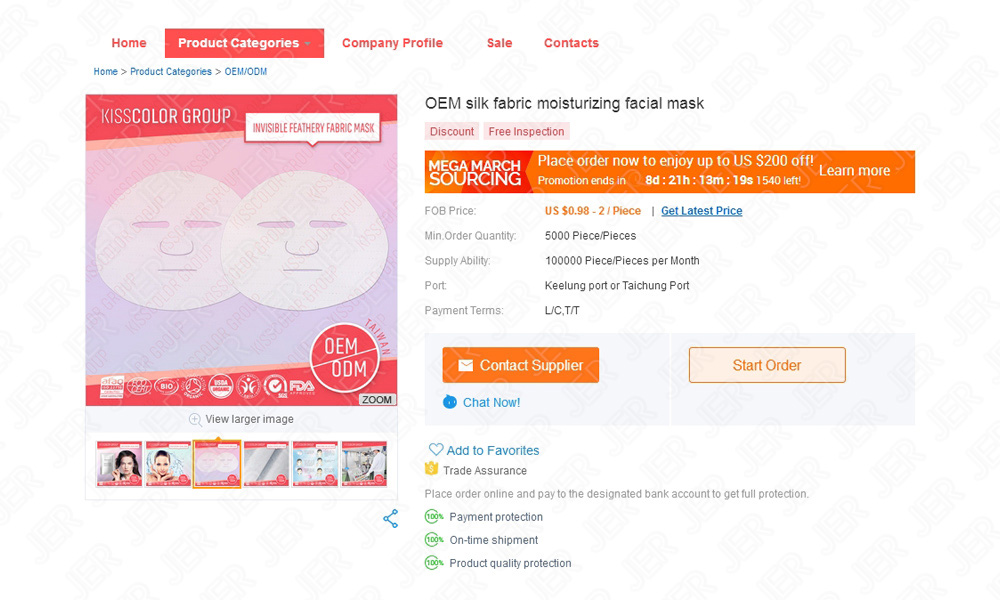 Home Product Categories Company Profile Sale Contacts
Home > Product Categories > OEM/ODM
KISSCOLOR GROUP
INVISIBLE FEATHERY FABRIC MASK
TAIWAN
OEM
ODM
BIO
ORGANIC
USDA
ORGANIC
SGS
FDA
APPROVED
ZOOM
View larger image
OEM silk fabric moisturizing facial mask
Discount Free Inspection
MEGA MARCH
SOURCING
Place order now to enjoy up to US $200 off!
Promotion ends in 8d : 21h : 13m : 19s 1540 left!
Learn more
FOB Price: US $0.98 - 2 / Piece | Get Latest Price
Min.Order Quantity: 5000 Piece/Pieces
Supply Ability: 100000 Piece/Pieces per Month
Port: Keelung port or Taichung Port
Payment Terms: L/C,T/T
Contact Supplier
Start Order
Chat Now!
Add to Favorites
Trade Assurance
Place order online and pay to the designated bank account to get full protection.
100% Payment protection
100% On-time shipment
100% Product quality protection
JER